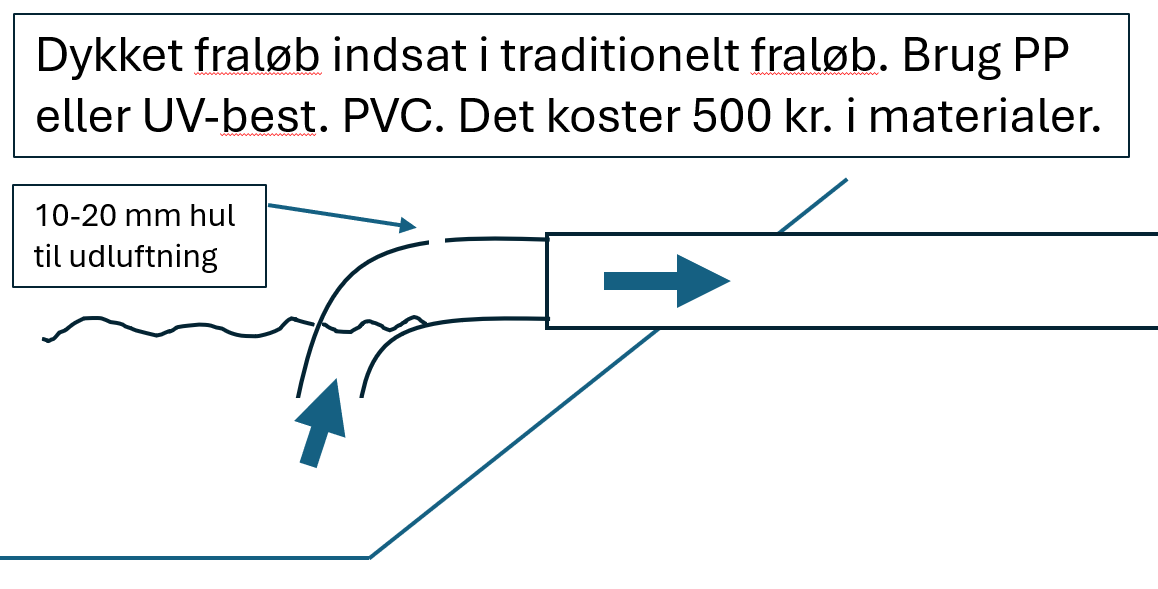 Dykket fraløb indsat i traditionelt fraløb. Brug PP
eller UV-best. PVC. Det koster 500 kr. i materialer.
10-20 mm hul
til udluftning